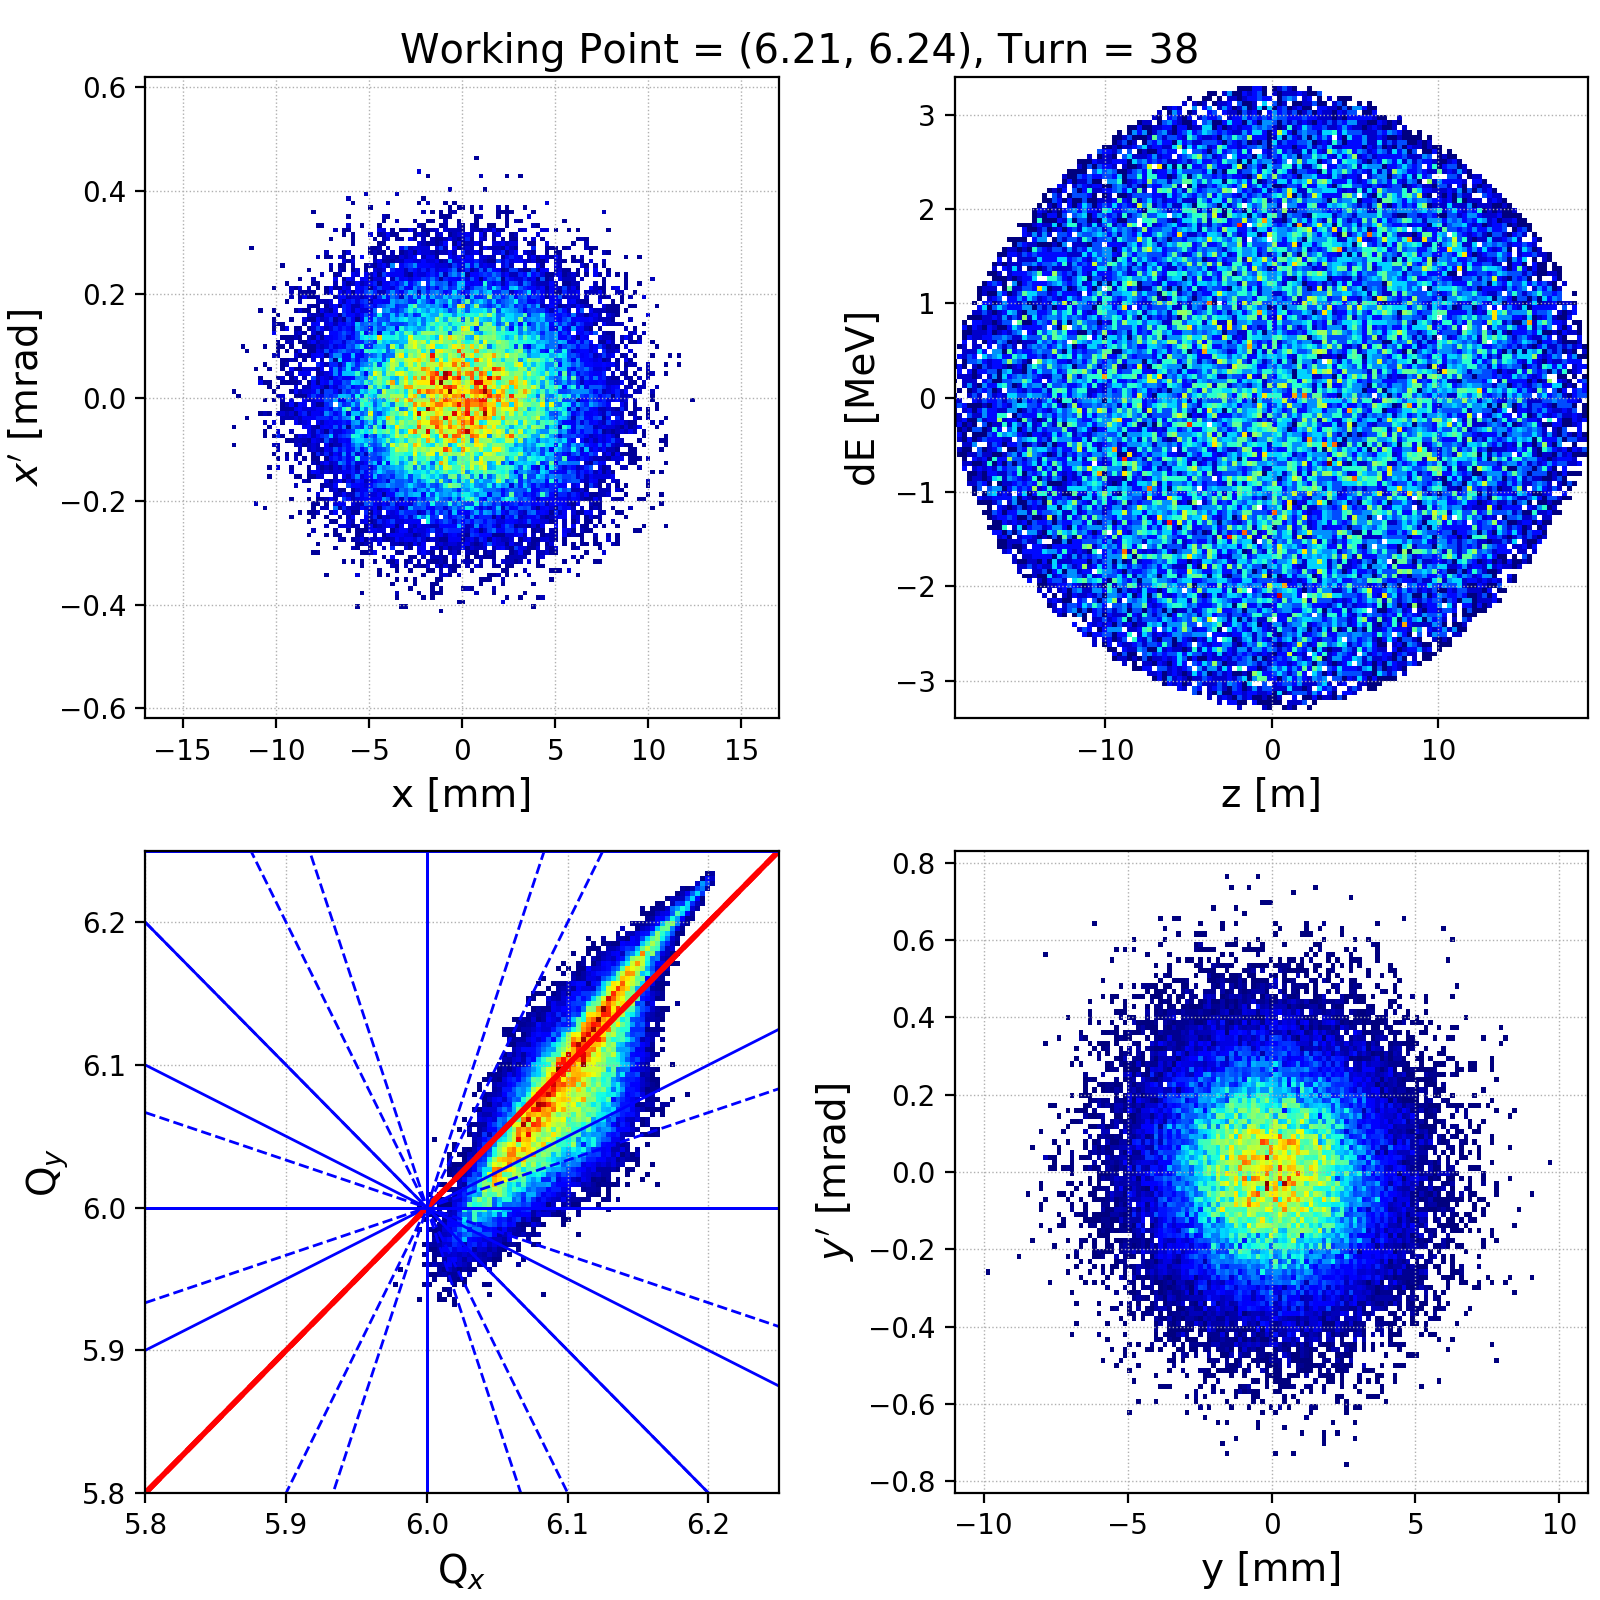 Working Point = (6.21, 6.24), Turn = 38
0.6
0.4
0.2
0.0
−0.2
−0.4
−0.6
x′ [mrad]
−15 −10 −5 0 5 10 15
x [mm]
3
2
1
0
−1
−2
−3
dE [MeV]
−10 0 10
z [m]
6.2
6.1
6.0
5.9
5.8
Qy
5.8 5.9 6.0 6.1 6.2
Qx
0.8
0.6
0.4
0.2
0.0
−0.2
−0.4
−0.6
−0.8
y′ [mrad]
−10 −5 0 5 10
y [mm]